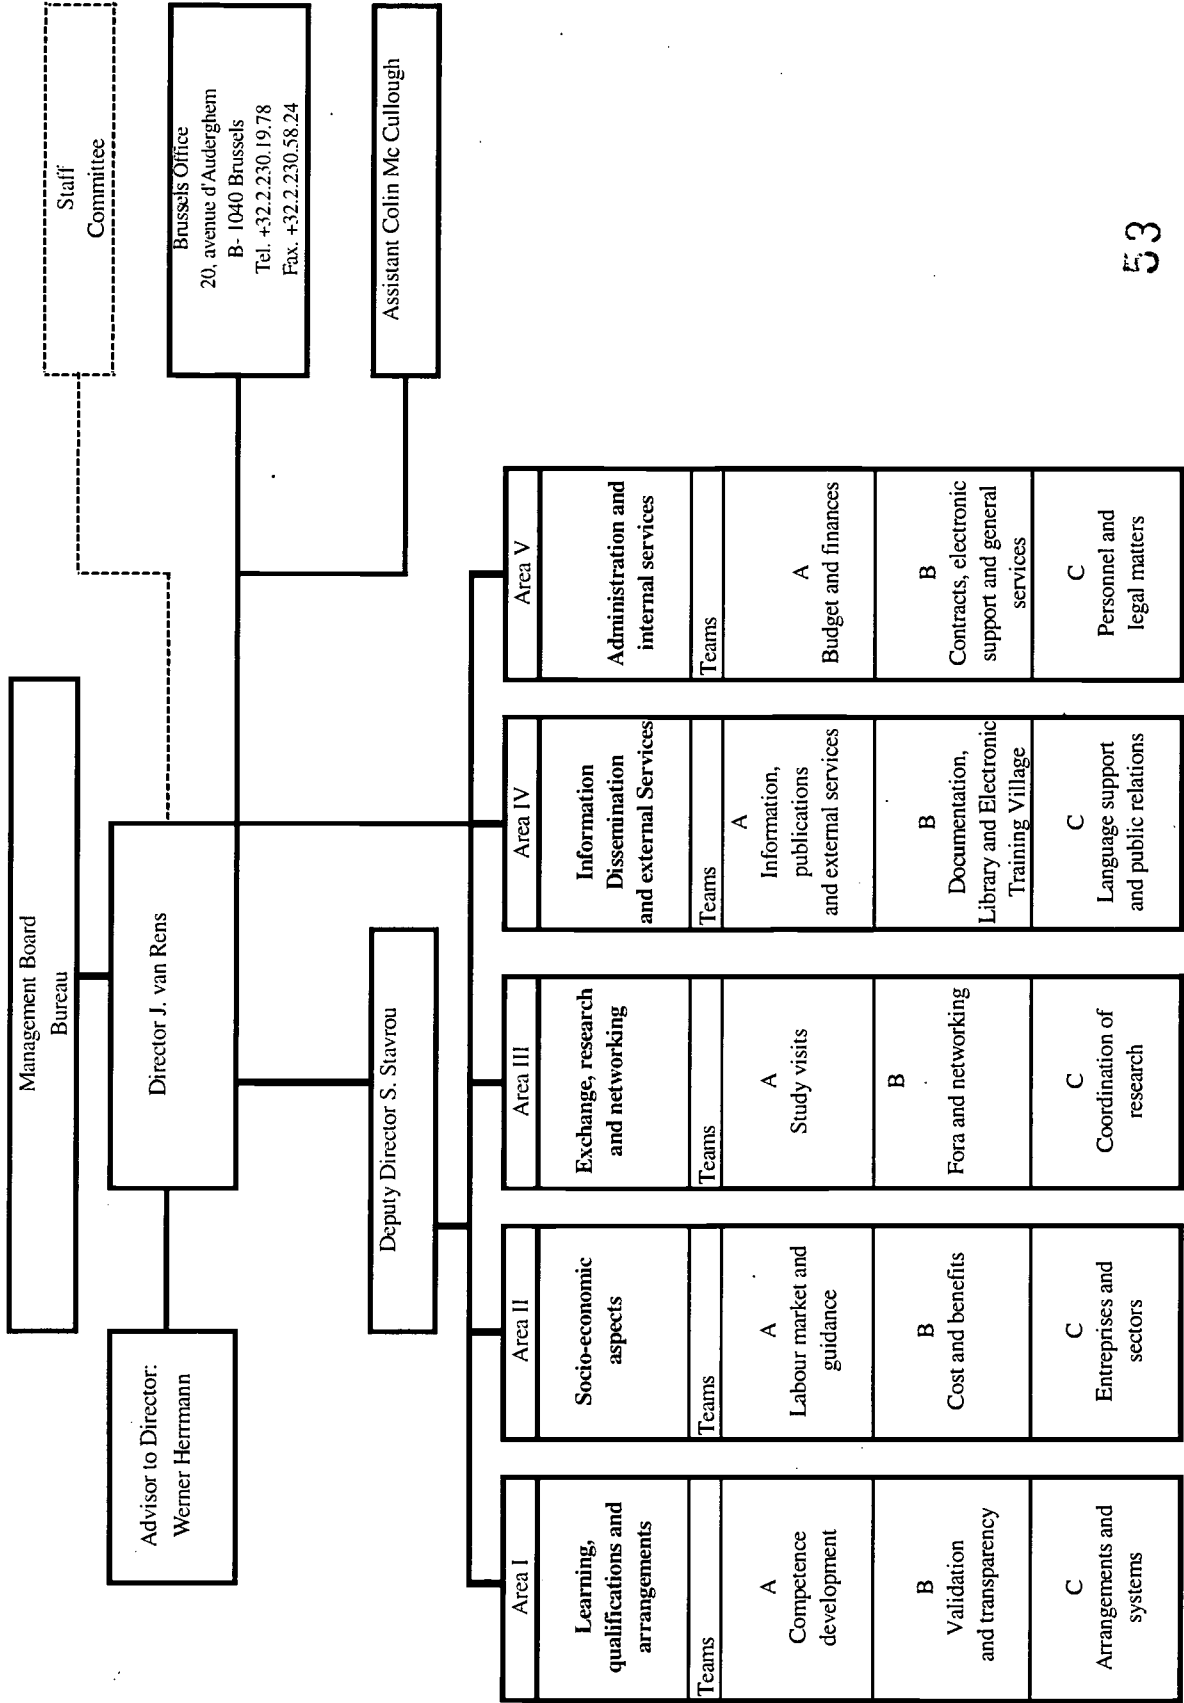 Management Board
Bureau
Staff
Committee
Advisor to Director:
Werner Herrmann
Director J. van Rens
Brussels Office
20, avenue d'Auderghem
B- 1040 Brussels
Tel. +32.2.230.19.78
Fax. +32.2.230.58.24
Deputy Director S. Stavrou
Assistant Colin Mc Cullough
Area I
Learning,
qualifications and
arrangements
Teams
A
Competence
development
B
Validation
and transparency
C
Arrangements and
systems
Area II
Socio-economic
aspects
Teams
A
Labour market and
guidance
B
Cost and benefits
C
Entreprises and
sectors
Area III
Exchange, research
and networking
Teams
A
Study visits
B
Fora and networking
C
Coordination of
research
Area IV
Information
Dissemination
and external Services
Teams
A
Information,
publications
and external services
B
Documentation,
Library and Electronic
Training Village
C
Language support
and public relations
Area V
Administration and
internal services
Teams
A
Budget and finances
B
Contracts, electronic
support and general
services
C
Personnel and
legal matters
53